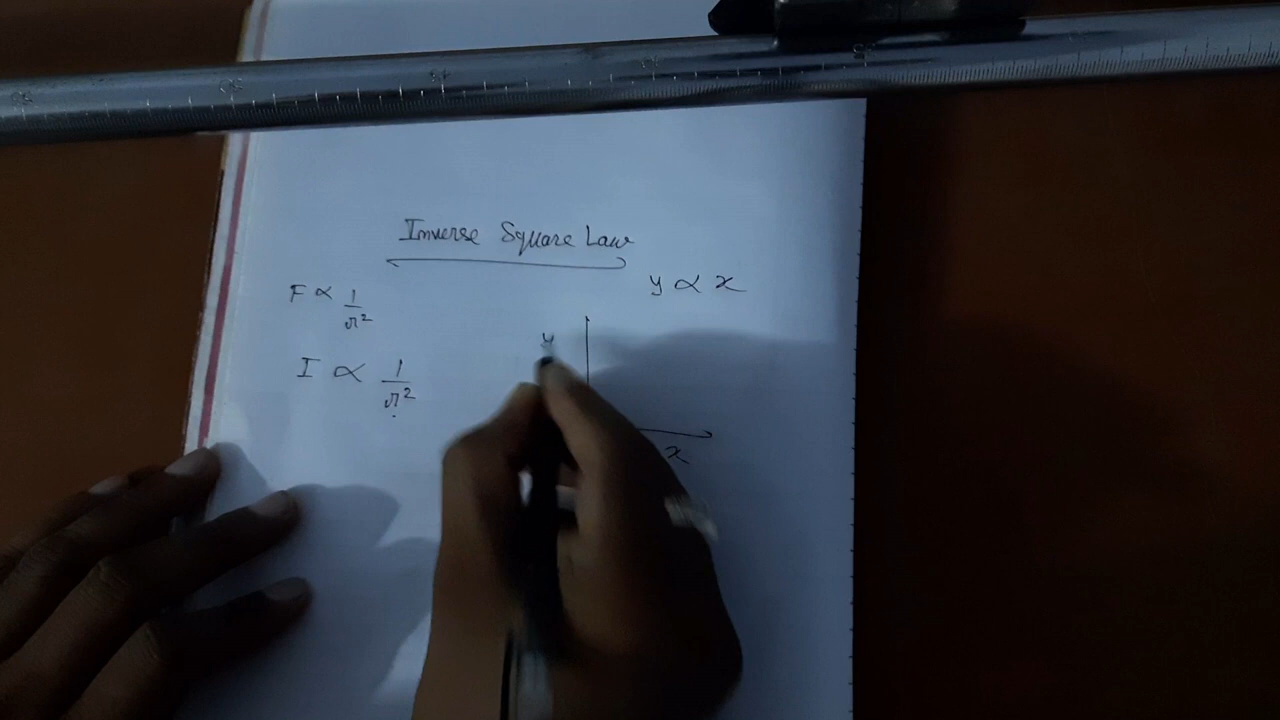 Inverse Square Law
F ∝ 1/r²
y ∝ x
I ∝ 1/r²
y
x